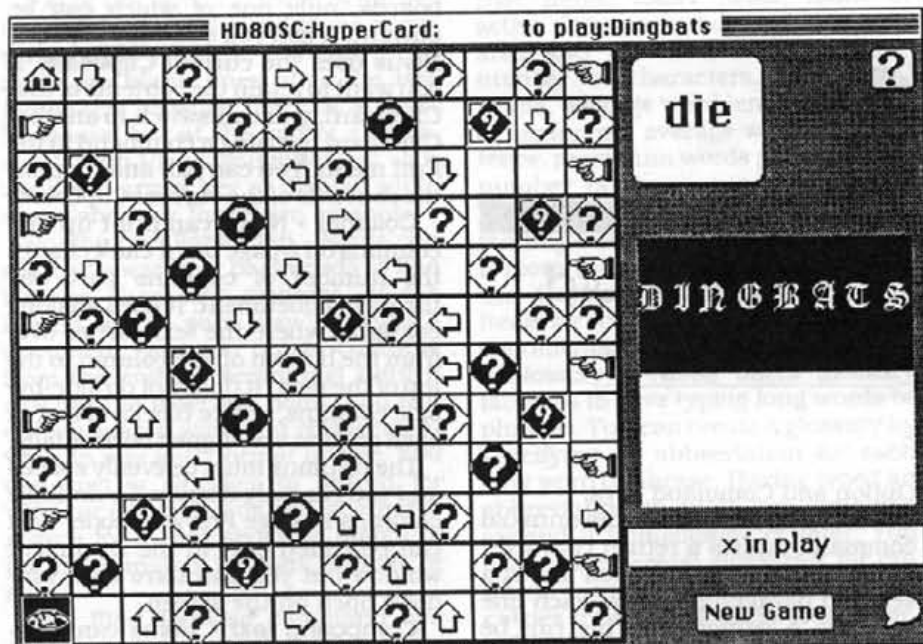 HD80SC:HyperCard: to play:Dingbats
?
die
DINGBATS
x in play
New Game